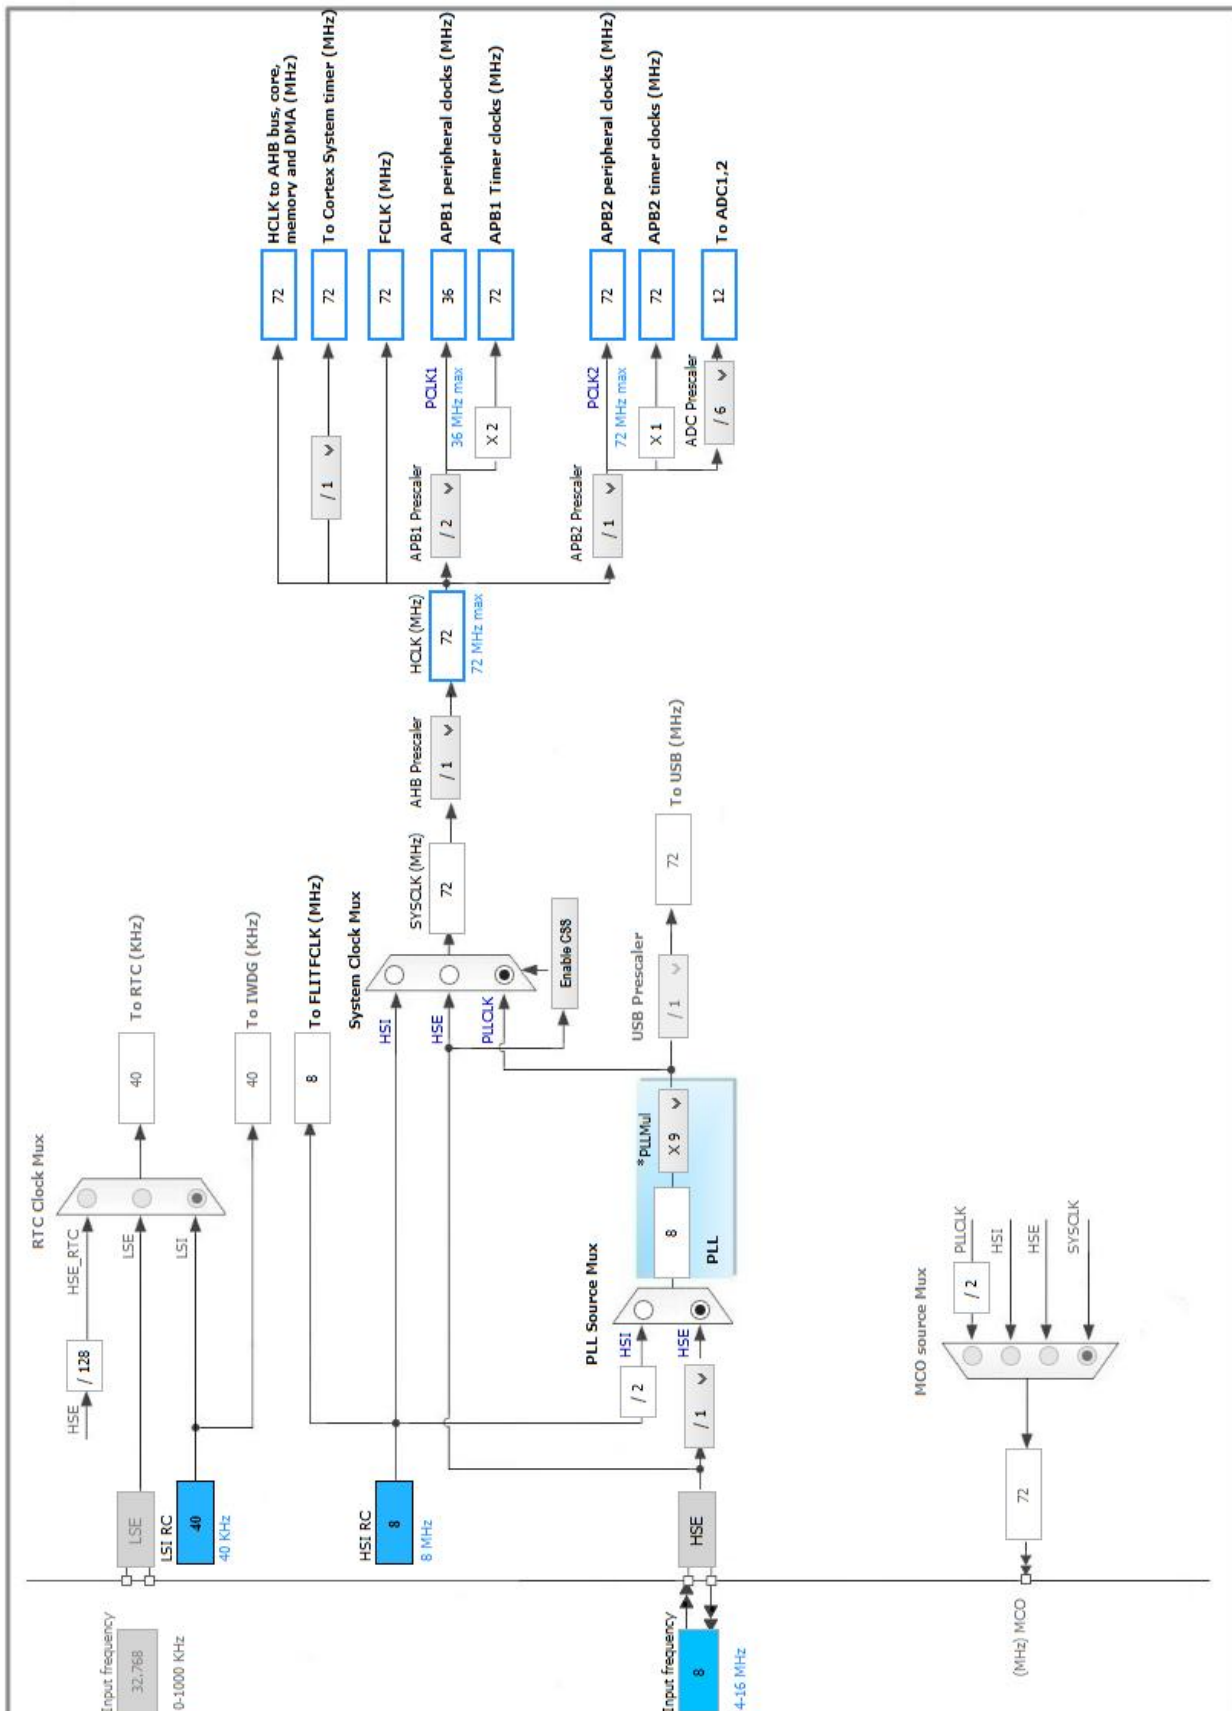 Input frequency
32.768
0-1000 KHz
LSE
LSI RC
40
40 KHz
HSE
/ 128
HSE_RTC
LSE
LSI
RTC Clock Mux
40
To RTC (KHz)
40
To IWDG (KHz)
HSI RC
8
8 MHz
8
To FLITFCLK (MHz)
System Clock Mux
HSI
HSE
PLLCLK
Enable CSS
SYSCLK (MHz)
72
AHB Prescaler
/ 1
HCLK (MHz)
72
72 MHz max
72
HCLK to AHB bus, core,
memory and DMA (MHz)
/ 1
72
To Cortex System timer (MHz)
72
FCLK (MHz)
APB1 Prescaler
/ 2
PCLK1
36 MHz max
36
APB1 peripheral clocks (MHz)
X 2
72
APB1 Timer clocks (MHz)
APB2 Prescaler
/ 1
PCLK2
72 MHz max
72
APB2 peripheral clocks (MHz)
X 1
72
APB2 timer clocks (MHz)
ADC Prescaler
/ 6
12
To ADC1,2
Input frequency
8
4-16 MHz
HSE
/ 2
/ 1
PLL Source Mux
HSI
HSE
8
*PLLMul
X 9
PLL
USB Prescaler
/ 1
72
To USB (MHz)
(MHz) MCO
72
MCO source Mux
/ 2
PLLCLK
HSI
HSE
SYSCLK